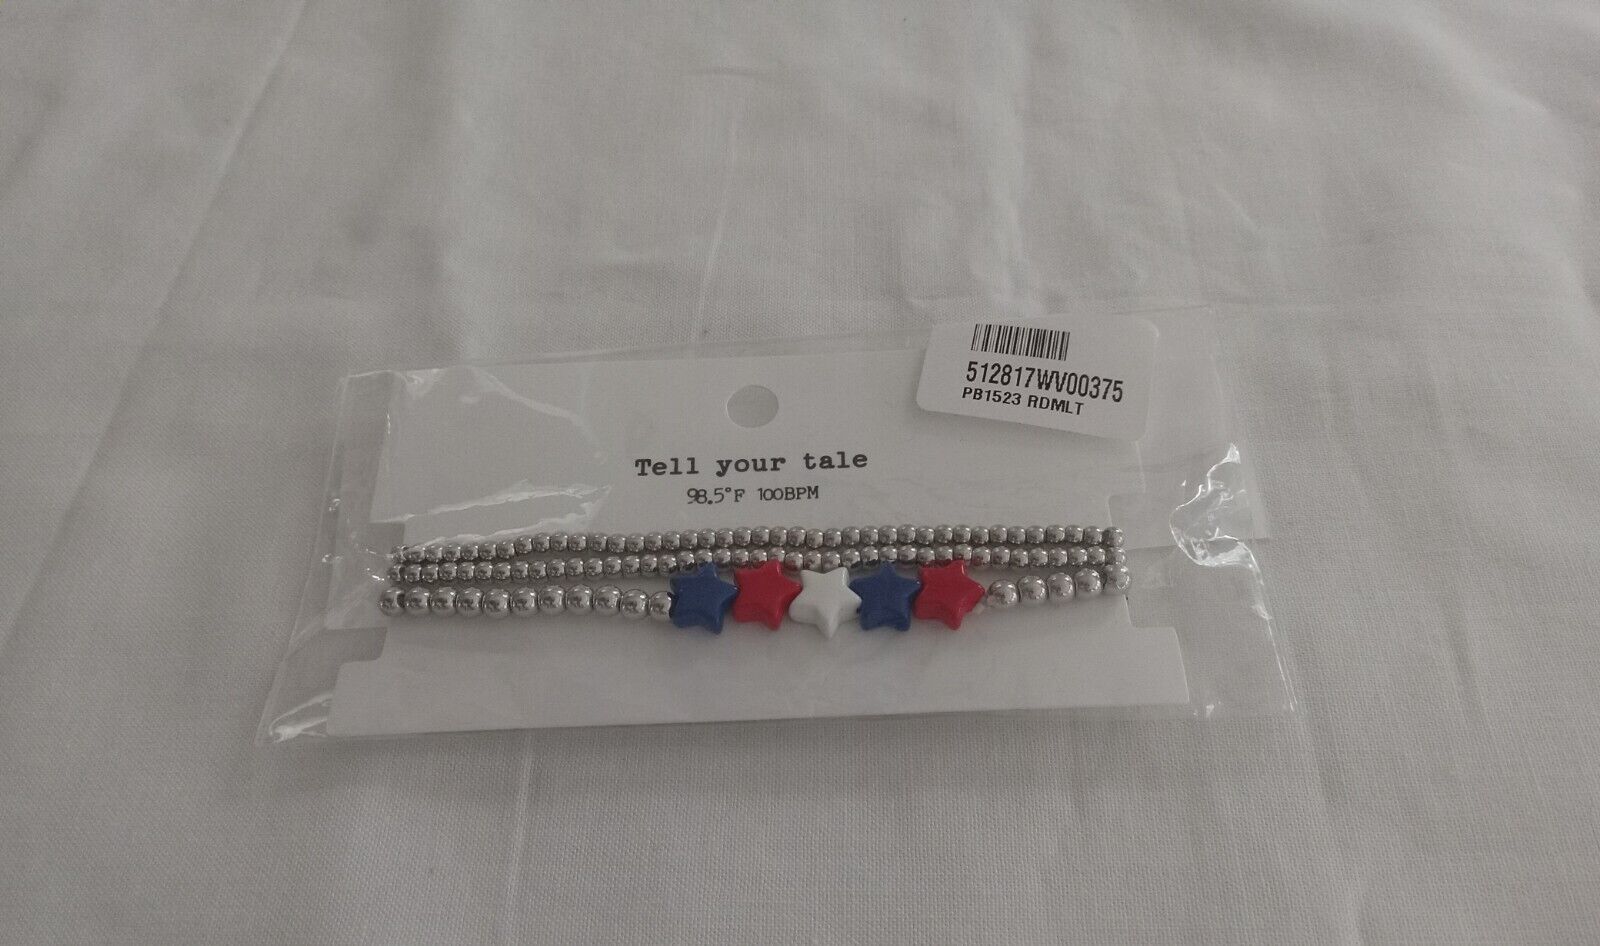 512817WV00375
PB1523 RDMLT
Tell your tale
98.5°F 100BPM